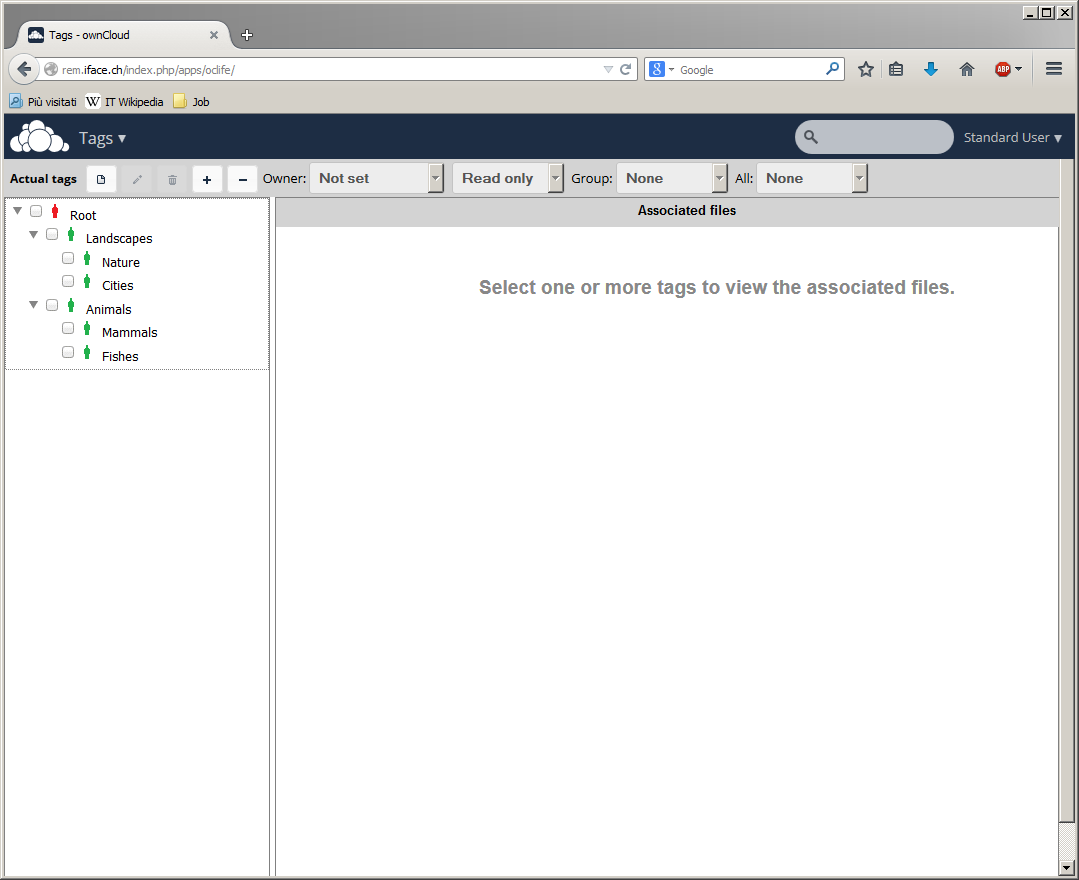 Tags - ownCloud
rem.iface.ch/index.php/apps/oclife/
8 Google
ABP
Più visitati W IT Wikipedia Job
Tags ▾ Standard User ▾
Actual tags + - Owner: Not set Read only Group: None All: None
Associated files
Root
Landscapes
Nature
Cities
Animals
Mammals
Fishes
Select one or more tags to view the associated files.